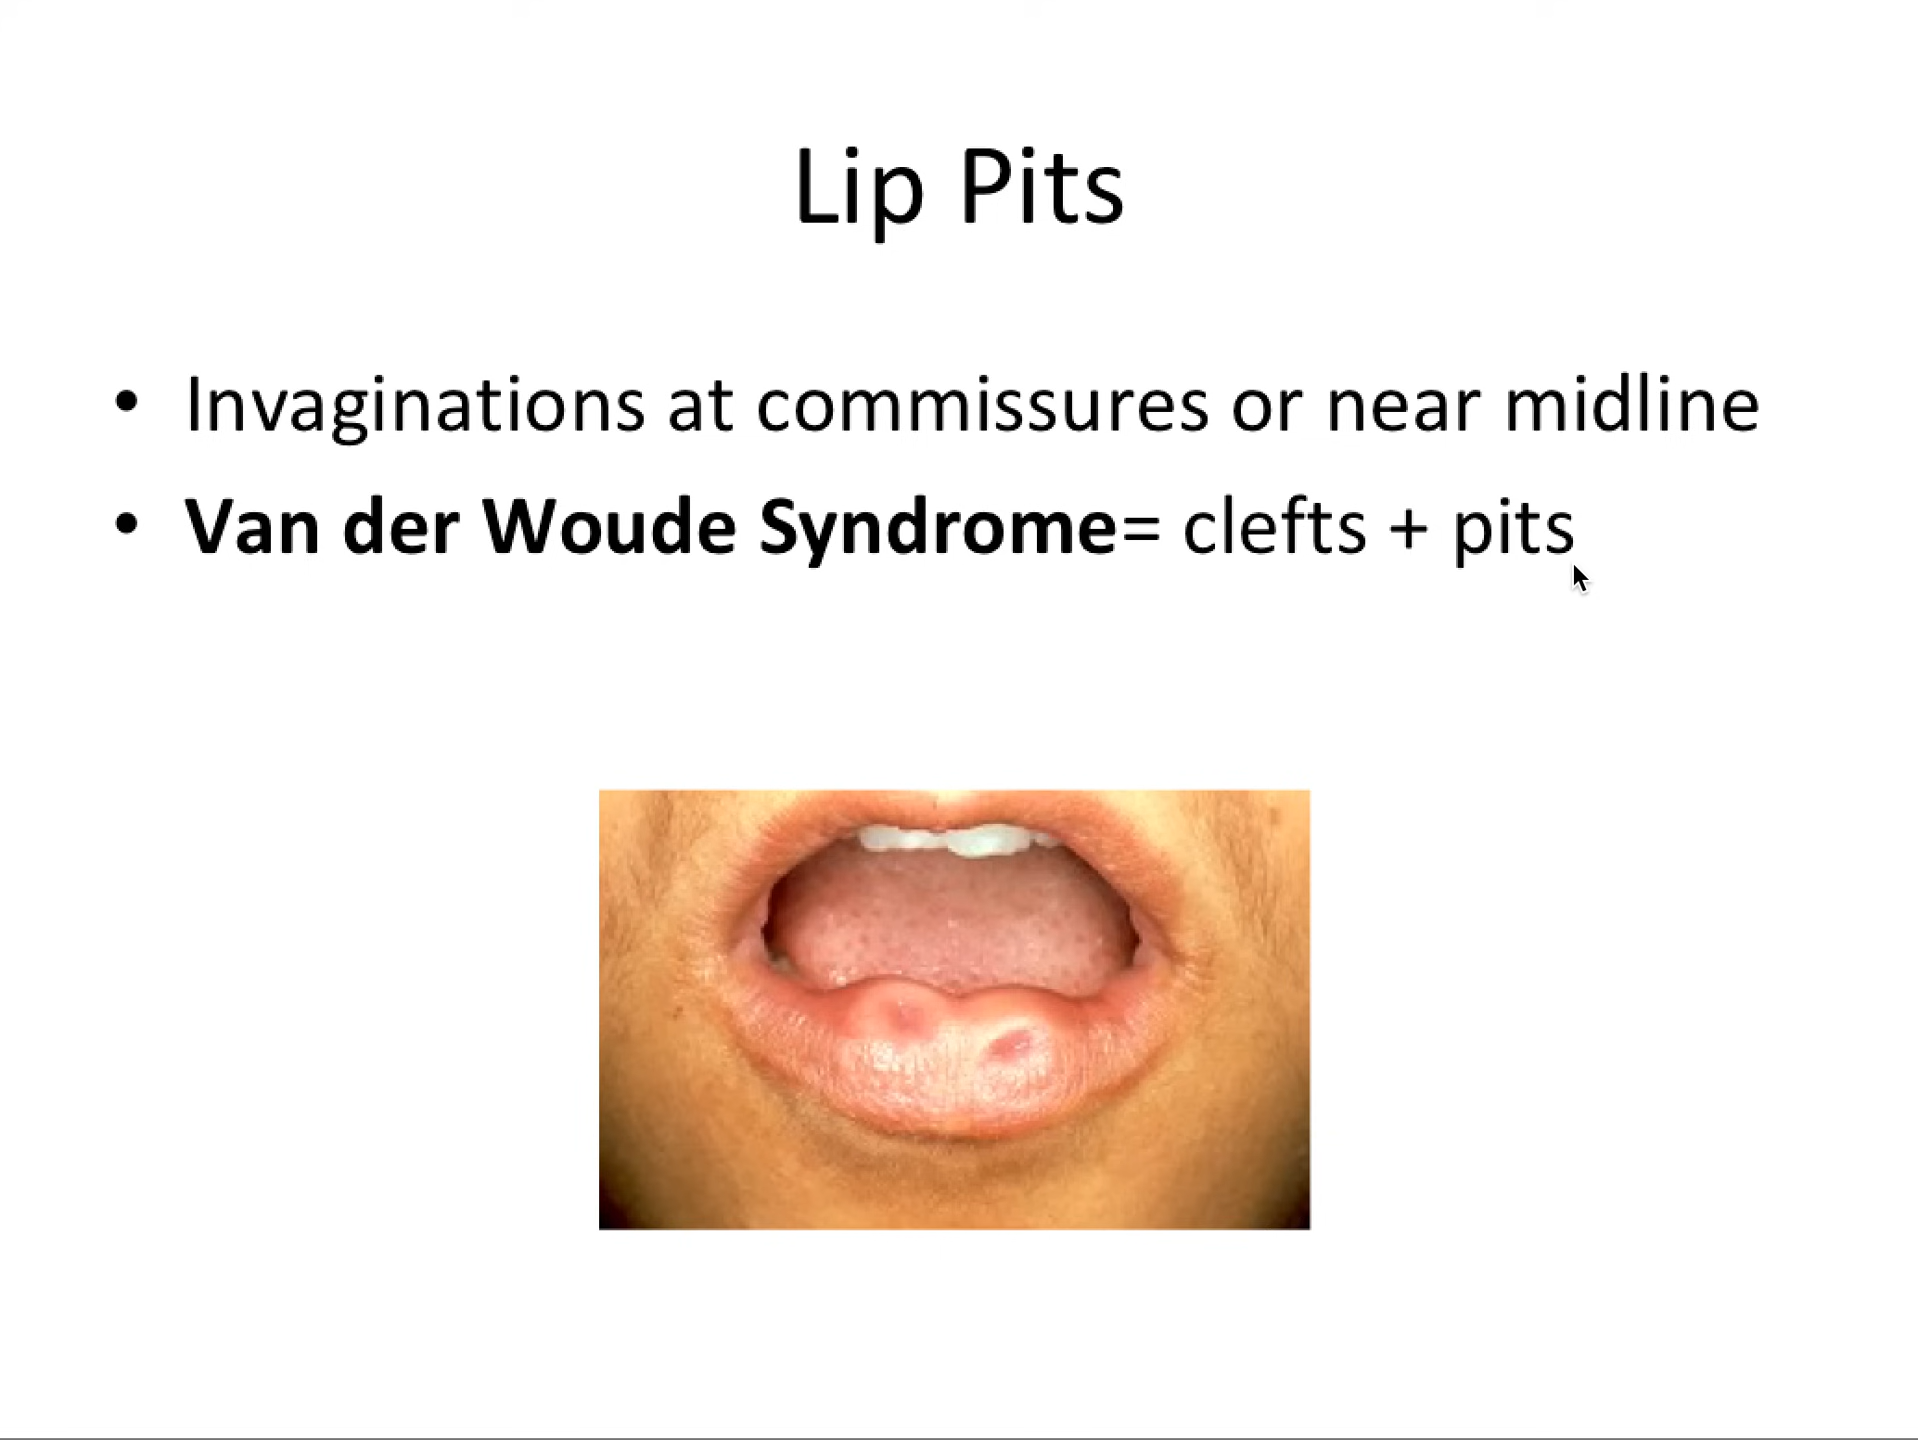 Lip Pits
• Invaginations at commissures or near midline
• Van der Woude Syndrome= clefts + pits